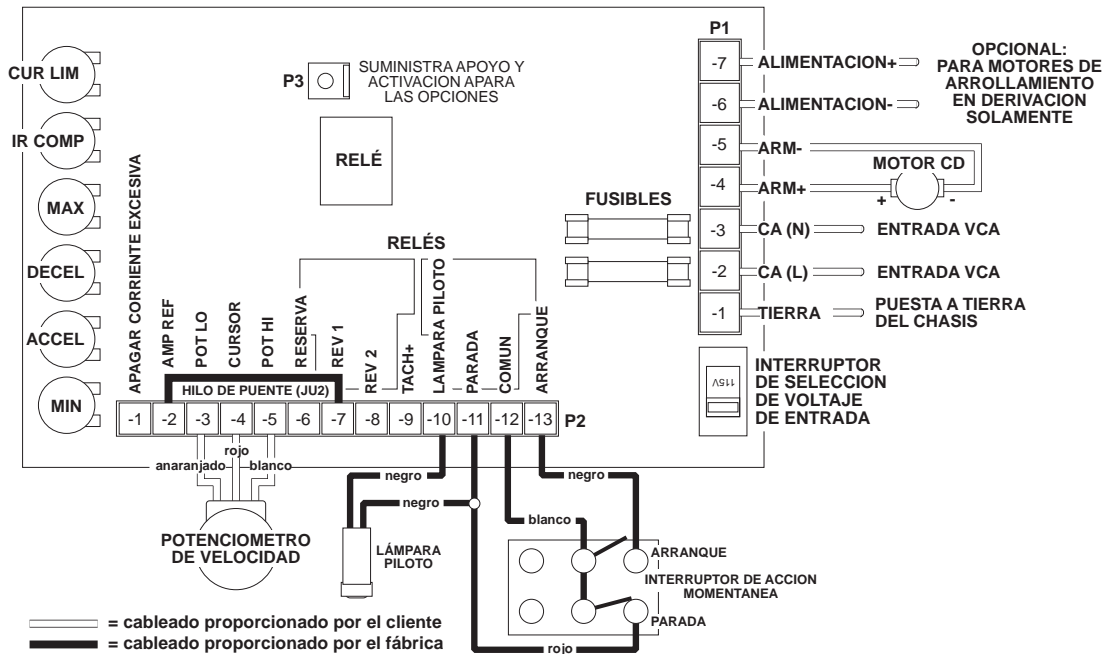 CUR LIM
IR COMP
MAX
DECEL
ACCEL
MIN
P3
SUMINISTRA APOYO Y
ACTIVACION APARA
LAS OPCIONES
RELÉ
FUSIBLES
RELÉS
APAGAR CORRIENTE EXCESIVA
AMP REF
POT LO
CURSOR
POT HI
RESERVA
REV 1
REV 2
TACH+
LAMPARA PILOTO
PARADA
COMUN
ARRANQUE
HILO DE PUENTE (JU2)
-1 -2 -3 -4 -5 -6 -7 -8 -9 -10 -11 -12 -13
P2
P1
-7 ALIMENTACION+
-6 ALIMENTACION-
-5 ARM-
-4 ARM+
-3 CA (N) ENTRADA VCA
-2 CA (L) ENTRADA VCA
-1 TIERRA PUESTA A TIERRA
DEL CHASIS
OPCIONAL:
PARA MOTORES DE
ARROLLAMIENTO
EN DERIVACION
SOLAMENTE
MOTOR CD
+ -
115V
INTERRUPTOR
DE SELECCION
DE VOLTAJE
DE ENTRADA
anaranjado
rojo
blanco
POTENCIOMETRO
DE VELOCIDAD
negro
negro
LÁMPARA
PILOTO
blanco
negro
ARRANQUE
INTERRUPTOR DE ACCION
MOMENTANEA
PARADA
rojo
= cableado proporcionado por el cliente
= cableado proporcionado por el fábrica